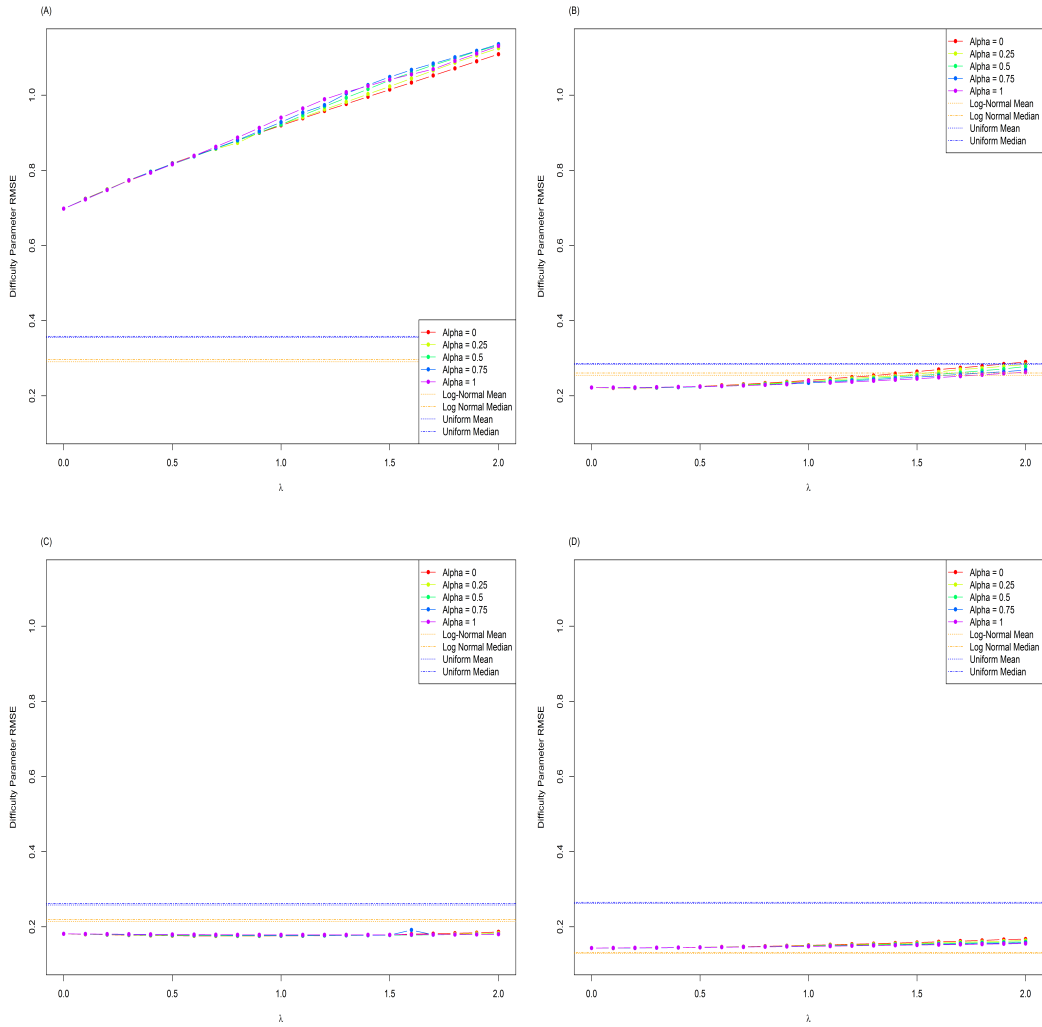 (A)
Difficulty Parameter RMSE
1.0
0.8
0.6
0.4
0.2
0.0
0.5
1.0
1.5
2.0
λ
Alpha = 0
Alpha = 0.25
Alpha = 0.5
Alpha = 0.75
Alpha = 1
Log-Normal Mean
Log Normal Median
Uniform Mean
Uniform Median
(B)
Difficulty Parameter RMSE
1.0
0.8
0.6
0.4
0.2
0.0
0.5
1.0
1.5
2.0
λ
Alpha = 0
Alpha = 0.25
Alpha = 0.5
Alpha = 0.75
Alpha = 1
Log-Normal Mean
Log Normal Median
Uniform Mean
Uniform Median
(C)
Difficulty Parameter RMSE
1.0
0.8
0.6
0.4
0.2
0.0
0.5
1.0
1.5
2.0
λ
Alpha = 0
Alpha = 0.25
Alpha = 0.5
Alpha = 0.75
Alpha = 1
Log-Normal Mean
Log Normal Median
Uniform Mean
Uniform Median
(D)
Difficulty Parameter RMSE
1.0
0.8
0.6
0.4
0.2
0.0
0.5
1.0
1.5
2.0
λ
Alpha = 0
Alpha = 0.25
Alpha = 0.5
Alpha = 0.75
Alpha = 1
Log-Normal Mean
Log Normal Median
Uniform Mean
Uniform Median